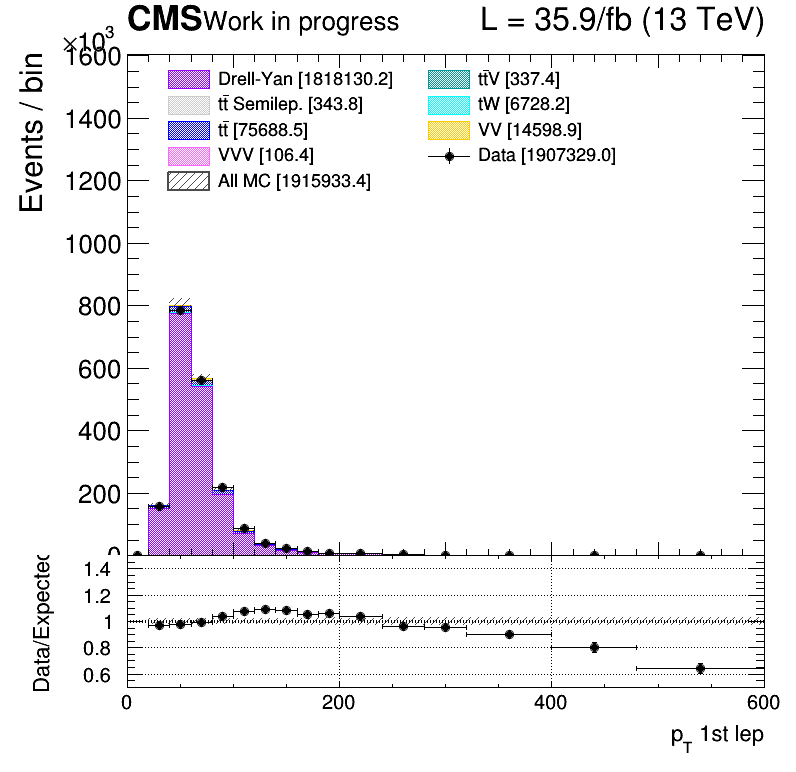 CMS Work in progress L = 35.9/fb (13 TeV)
×10³
Events / bin
1600
1400
1200
1000
800
600
400
200
0
Drell-Yan [1818130.2]
tt̄ Semilep. [343.8]
tt̄ [75688.5]
VVV [106.4]
All MC [1915933.4]
tt̄V [337.4]
tW [6728.2]
VV [14598.9]
Data [1907329.0]
Data/Expected
1.4
1.2
1
0.8
0.6
0 200 400 600
p_T 1st lep